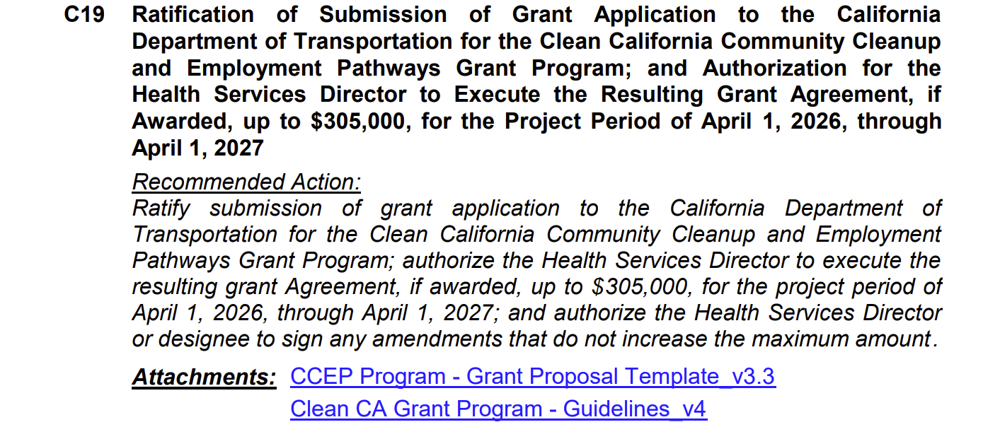 C19 Ratification of Submission of Grant Application to the California
Department of Transportation for the Clean California Community Cleanup
and Employment Pathways Grant Program; and Authorization for the
Health Services Director to Execute the Resulting Grant Agreement, if
Awarded, up to $305,000, for the Project Period of April 1, 2026, through
April 1, 2027
Recommended Action:
Ratify submission of grant application to the California Department of
Transportation for the Clean California Community Cleanup and Employment
Pathways Grant Program; authorize the Health Services Director to execute the
resulting grant Agreement, if awarded, up to $305,000, for the project period of
April 1, 2026, through April 1, 2027; and authorize the Health Services Director
or designee to sign any amendments that do not increase the maximum amount.
Attachments: CCEP Program - Grant Proposal Template_v3.3
Clean CA Grant Program - Guidelines_v4